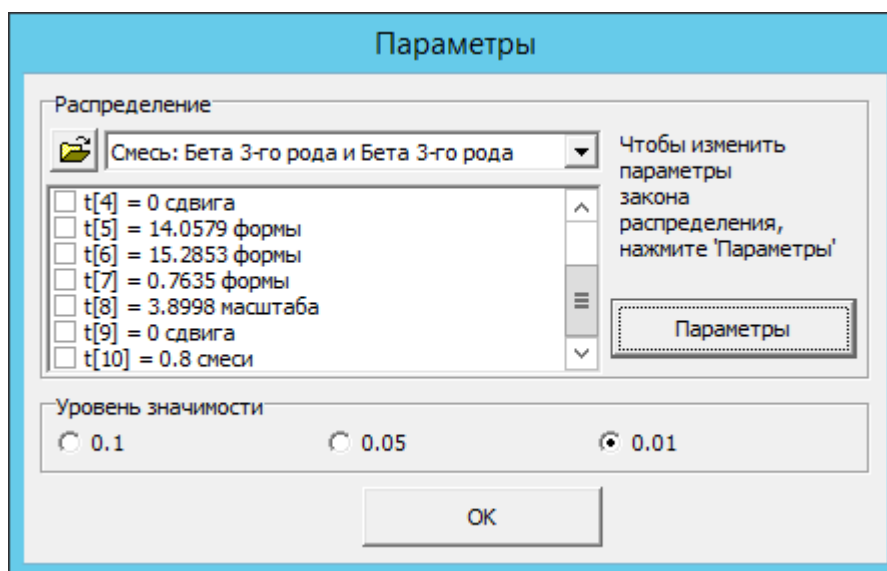 Параметры
Распределение
Смесь: Бета 3-го рода и Бета 3-го рода
t[4] = 0 сдвига
t[5] = 14.0579 формы
t[6] = 15.2853 формы
t[7] = 0.7635 формы
t[8] = 3.8998 масштаба
t[9] = 0 сдвига
t[10] = 0.8 смеси
Чтобы изменить
параметры
закона
распределения,
нажмите 'Параметры'
Параметры
Уровень значимости
0.1
0.05
0.01
OK